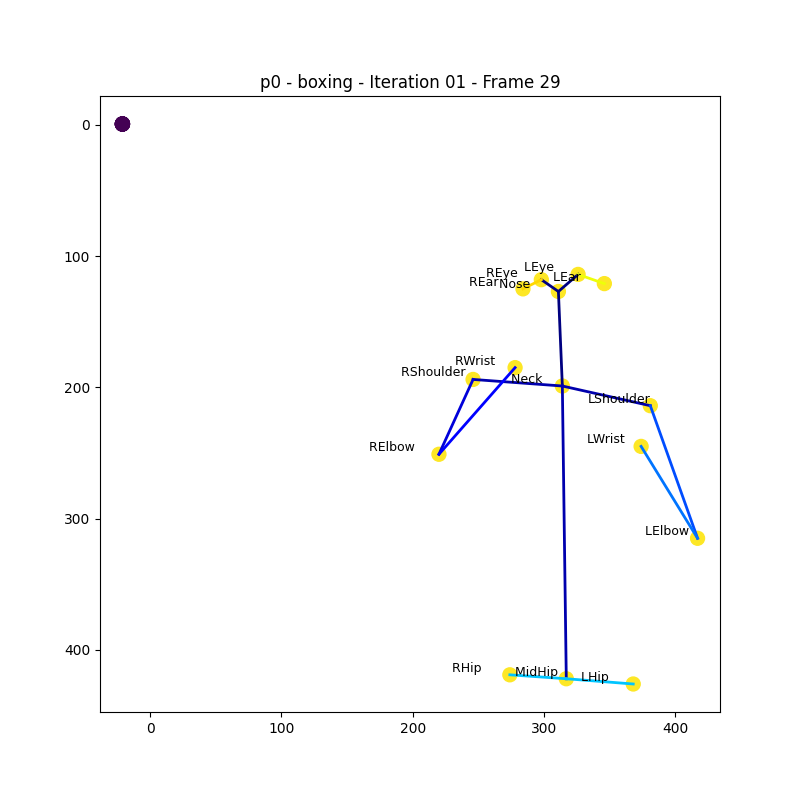 p0 - boxing - Iteration 01 - Frame 29
0
100
200
300
400
LEye
REye
LEar
REar
Nose
RWrist
RShoulder
Neck
LShoulder
LWrist
RElbow
LElbow
RHip
MidHip
LHip
0
100
200
300
400